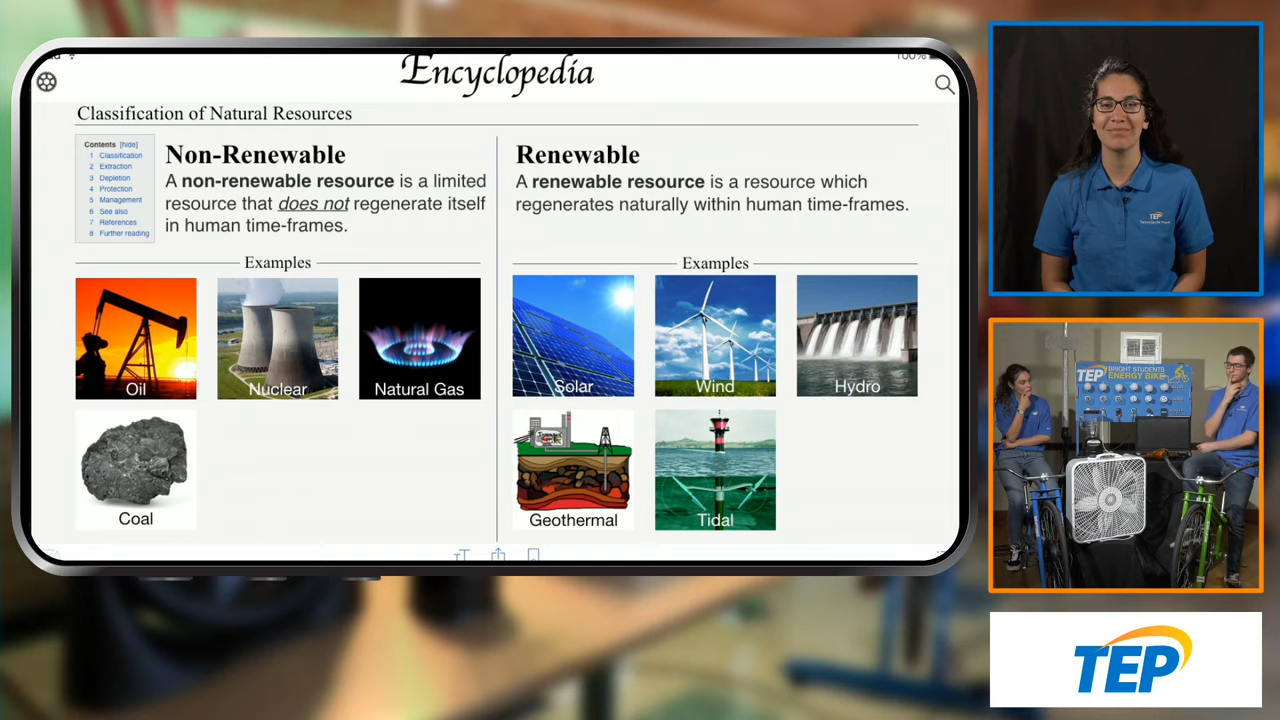 100%
Encyclopedia
Classification of Natural Resources
Contents [hide]
1 Classification
2 Extraction
3 Depletion
4 Protection
5 Management
6 See also
7 References
8 Further reading
Non-Renewable
A non-renewable resource is a limited
resource that does not regenerate itself
in human time-frames.
Examples
Oil
Nuclear
Natural Gas
Coal
Renewable
A renewable resource is a resource which
regenerates naturally within human time-frames.
Examples
Solar
Wind
Hydro
Geothermal
Tidal
TEP
TEP
BRIGHT STUDENTS
ENERGY BIKE
TEP